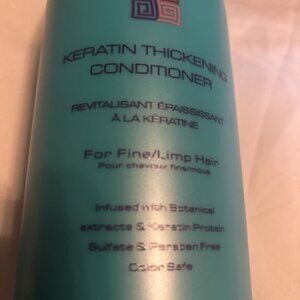 KERATIN THICKENING
CONDITIONER
REVITALISANT ÉPAISSISSANT
À LA KÉRATINE
For Fine/Limp Hair
Pour cheveux fins/mous
Infused with Botanical
extracts & Keratin Protein
Sulfate & Paraben Free
Color Safe